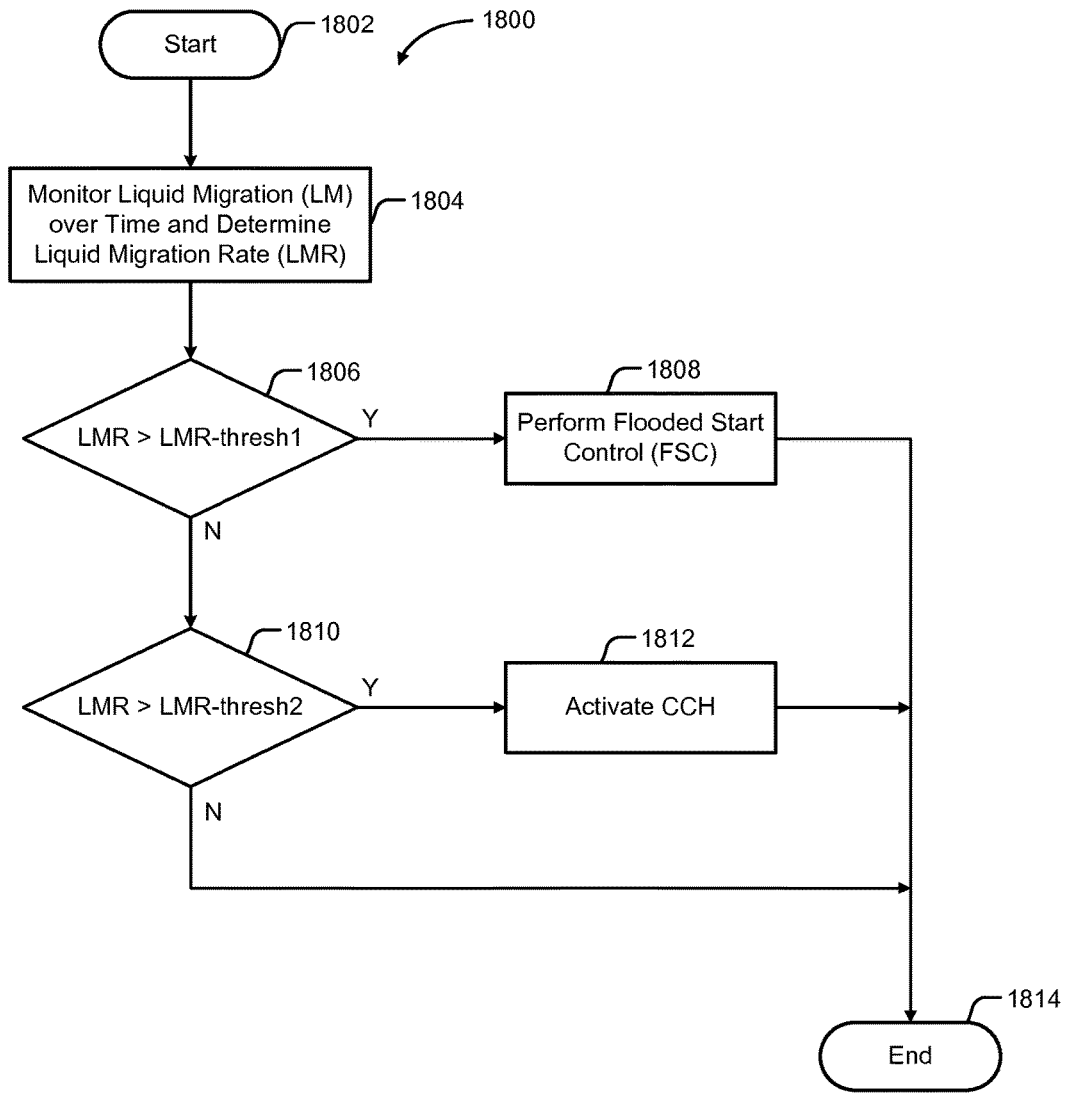 Start
1802
1800
Monitor Liquid Migration (LM)
over Time and Determine
Liquid Migration Rate (LMR)
1804
LMR > LMR-thresh1
1806
Y
N
1808
Perform Flooded Start
Control (FSC)
LMR > LMR-thresh2
1810
Y
N
1812
Activate CCH
1814
End